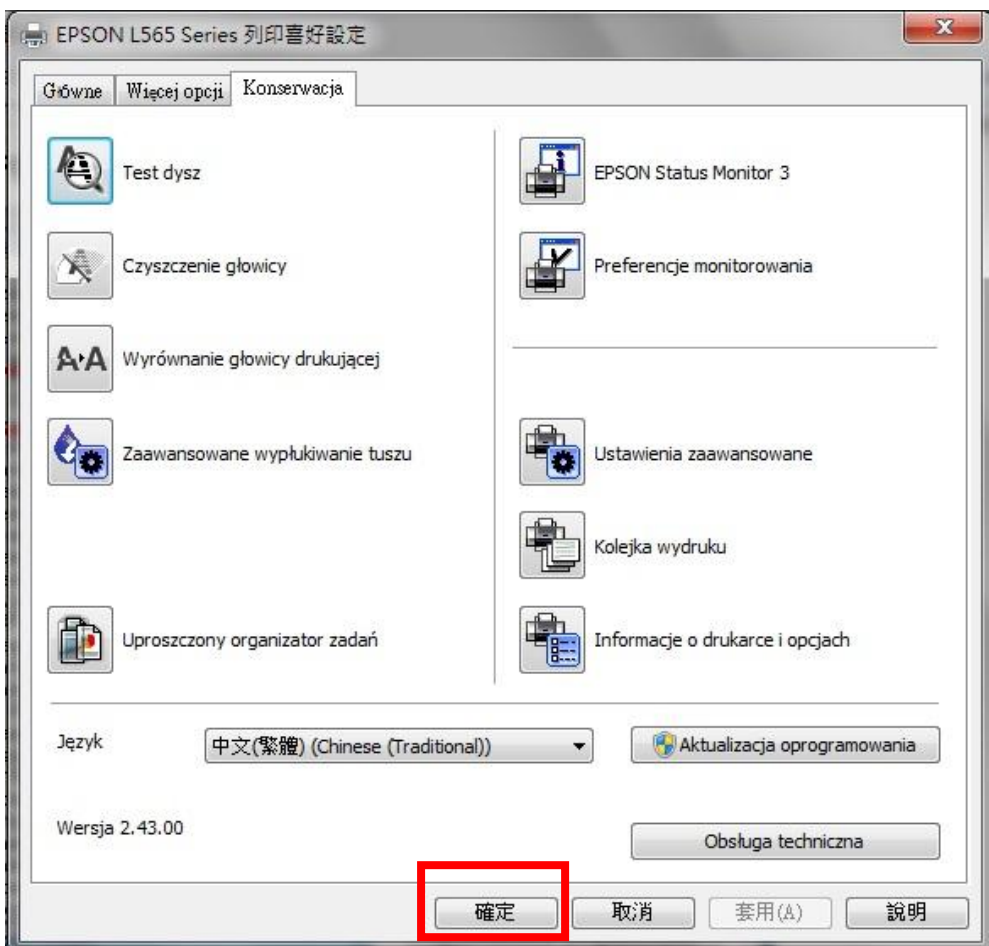 EPSON L565 Series 列印喜好設定
Główne
Więcej opcji
Konserwacja
Test dysz
Czyszczenie głowicy
Wyrównanie głowicy drukującej
Zaawansowane wypłukiwanie tuszu
Uproszczony organizator zadań
EPSON Status Monitor 3
Preferencje monitorowania
Ustawienia zaawansowane
Kolejka wydruku
Informacje o drukarce i opcjach
Język
中文(繁體) (Chinese (Traditional))
Aktualizacja oprogramowania
Wersja 2.43.00
Obsługa techniczna
確定
取消
套用(A)
說明